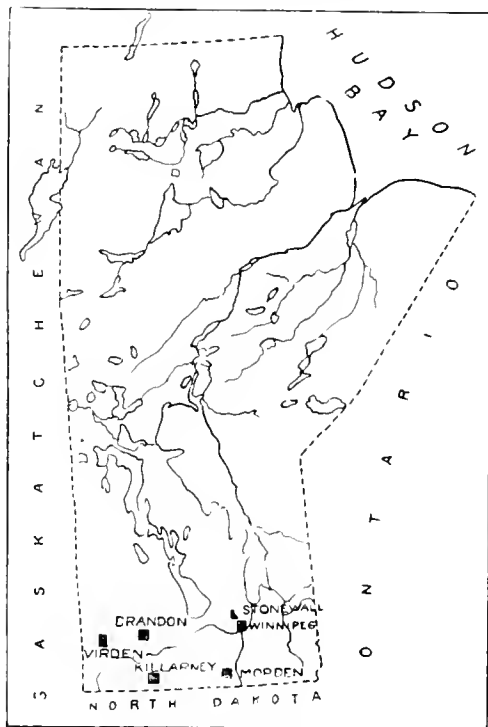 HUDSON
BAY
SASKATCHEWAN
ONTARIO
STONEWALL
BRANDON
WINNIPEG
VIRDEN
KILLARNEY
MORDEN
NORTH DAKOTA